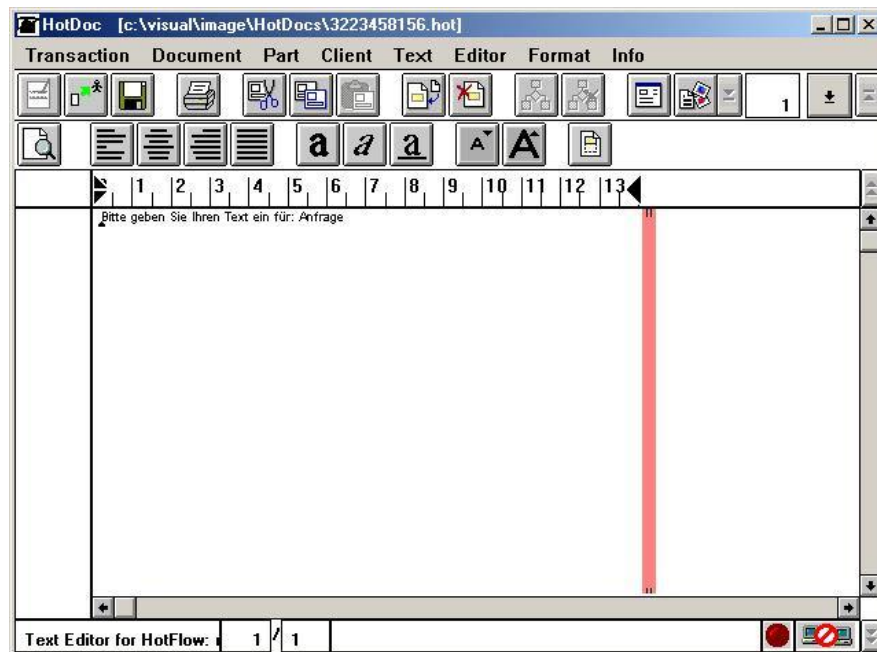 HotDoc [c:\visual\image\HotDocs\3223458156.hot]
Transaction Document Part Client Text Editor Format Info
1
a a a A A
1 2 3 4 5 6 7 8 9 10 11 12 13
Bitte geben Sie Ihren Text ein für: Anfrage
Text Editor for HotFlow: 1 / 1